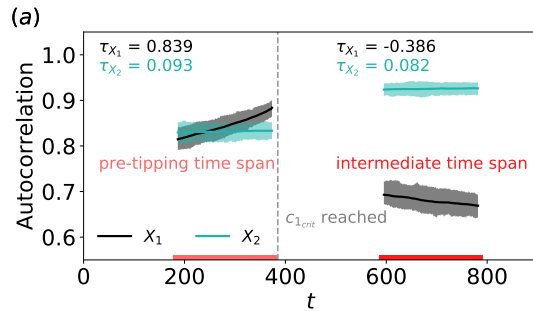 (a)
τX₁ = 0.839
τX₂ = 0.093
τX₁ = -0.386
τX₂ = 0.082
Autocorrelation
1.0
0.9
0.8
0.7
0.6
pre-tipping time span
intermediate time span
c₁crit reached
X₁
X₂
0 200 400 600 800
t